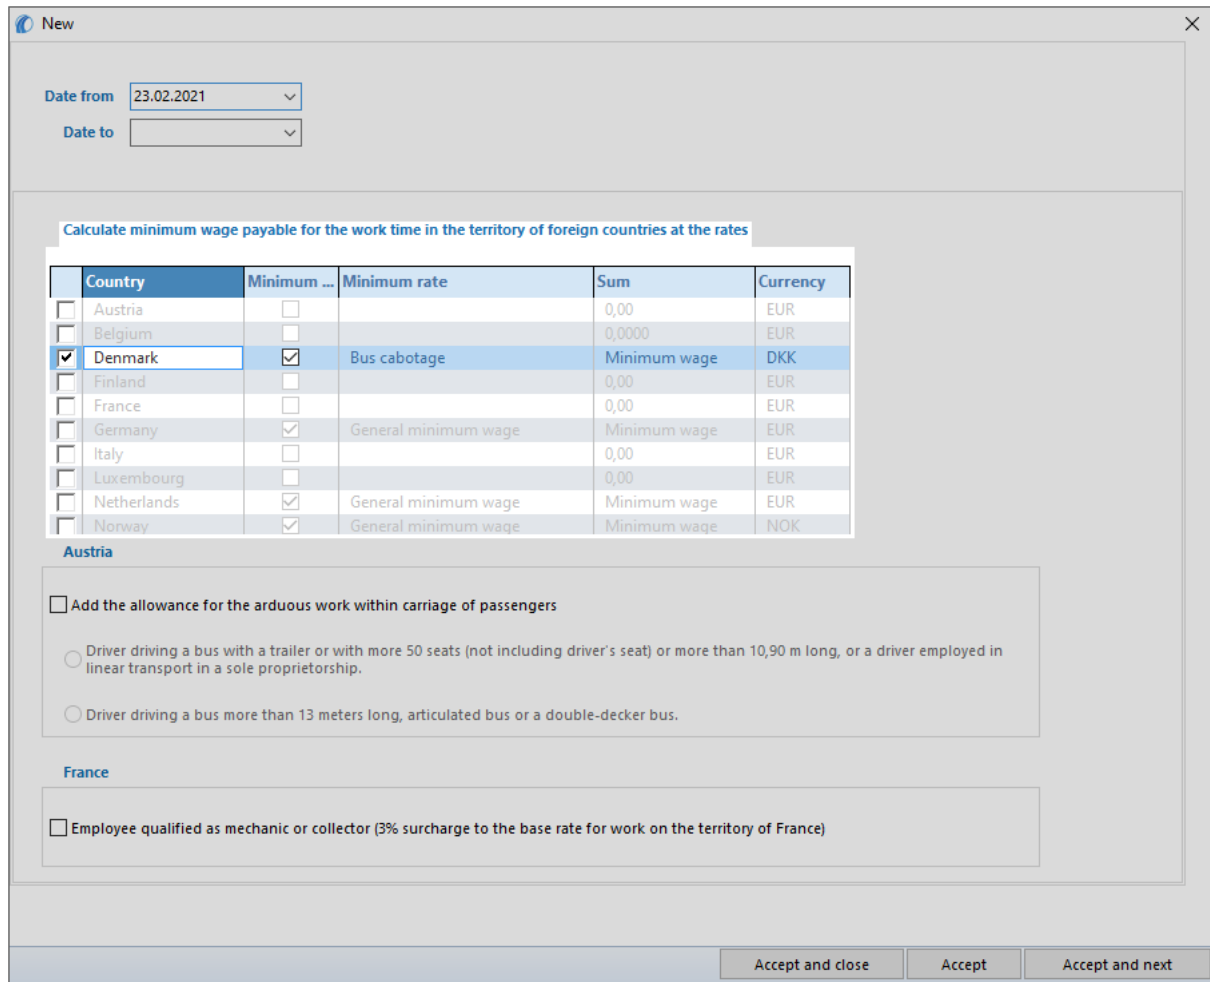 New
Date from 23.02.2021
Date to
Calculate minimum wage payable for the work time in the territory of foreign countries at the rates
Country Minimum ... Minimum rate Sum Currency
Austria 0,00 EUR
Belgium 0,0000 EUR
Denmark Bus cabotage Minimum wage DKK
Finland 0,00 EUR
France 0,00 EUR
Germany General minimum wage Minimum wage EUR
Italy 0,00 EUR
Luxembourg 0,00 EUR
Netherlands General minimum wage Minimum wage EUR
Norway General minimum wage Minimum wage NOK
Austria
Add the allowance for the arduous work within carriage of passengers
Driver driving a bus with a trailer or with more 50 seats (not including driver's seat) or more than 10,90 m long, or a driver employed in
linear transport in a sole proprietorship.
Driver driving a bus more than 13 meters long, articulated bus or a double-decker bus.
France
Employee qualified as mechanic or collector (3% surcharge to the base rate for work on the territory of France)
Accept and close Accept Accept and next